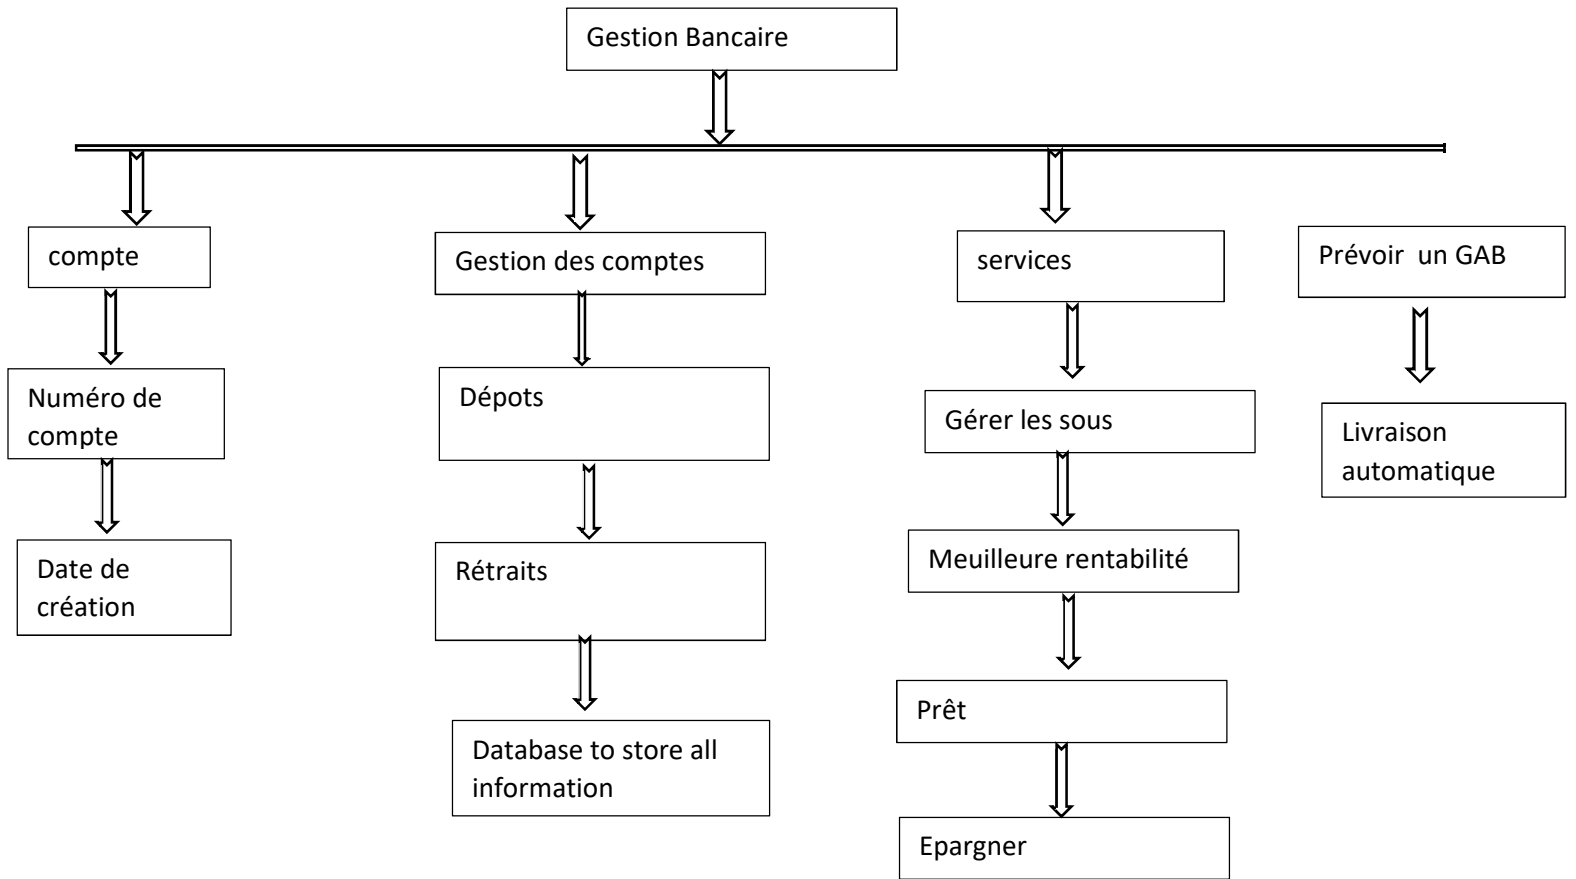 Gestion Bancaire
compte
Numéro de
compte
Date de
création
Gestion des comptes
Dépots
Rétraits
Database to store all
information
services
Gérer les sous
Meuilleure rentabilité
Prêt
Epargner
Prévoir  un GAB
Livraison
automatique